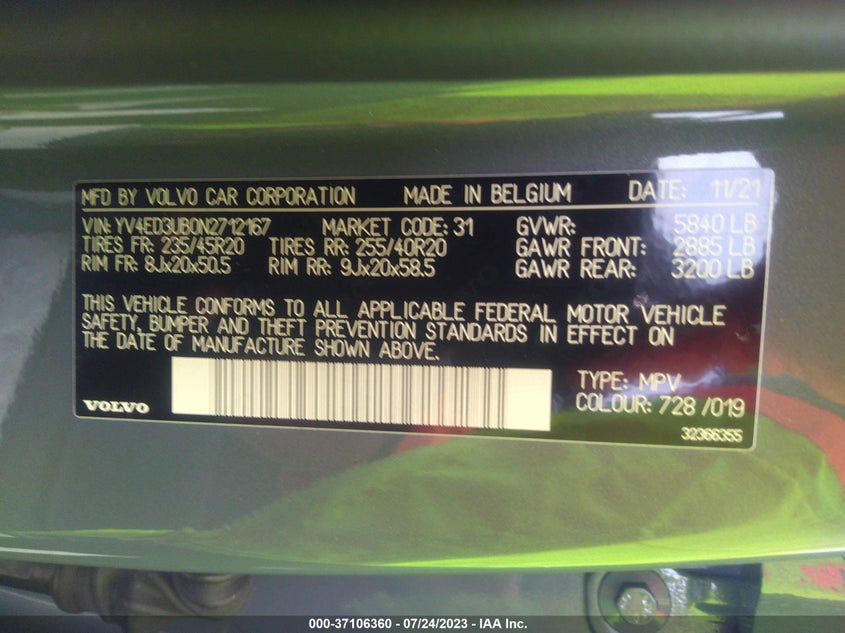 MFD BY VOLVO CAR CORPORATION MADE IN BELGIUM DATE: 11/21
VIN: YV4ED3UB0N2712167 MARKET CODE: 31 GVWR: 5840 LB
TIRES FR: 235/45R20 TIRES RR: 255/40R20 GAWR FRONT: 2885 LB
RIM FR: 8Jx20x50.5 RIM RR: 9Jx20x58.5 GAWR REAR: 3200 LB
THIS VEHICLE CONFORMS TO ALL APPLICABLE FEDERAL MOTOR VEHICLE
SAFETY, BUMPER AND THEFT PREVENTION STANDARDS IN EFFECT ON
THE DATE OF MANUFACTURE SHOWN ABOVE.
TYPE: MPV
VOLVO COLOUR: 728 /019
32366355
000-37106360 - 07/24/2023 - IAA Inc.